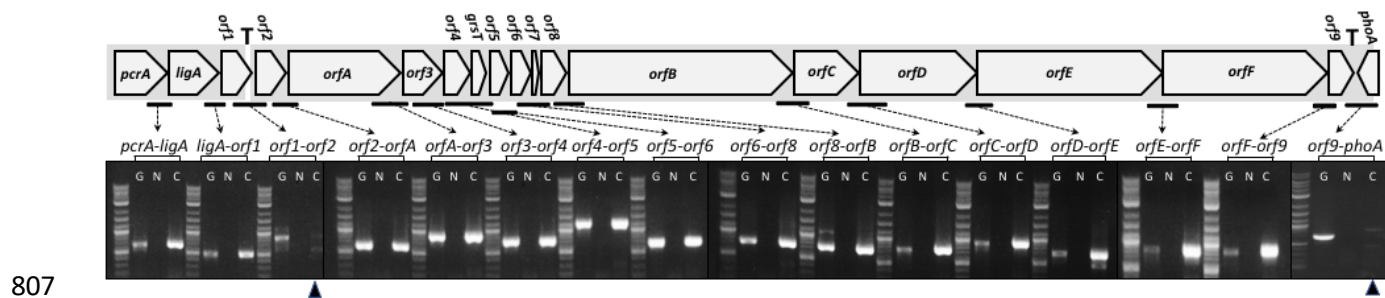 orf1 T orf2 orf4 grsT orf5 orf6 orf7 orf8 orf9 T phoA
pcrA ligA orfA orf3 orfB orfC orfD orfE orfF
pcrA-ligA ligA-orf1 orf1-orf2 orf2-orfA orfA-orf3 orf3-orf4 orf4-orf5 orf5-orf6 orf6-orf8 orf8-orfB orfB-orfC orfC-orfD orfD-orfE orfE-orfF orfF-orf9 orf9-phoA
G N C G N C G N C G N C G N C G N C G N C G N C G N C G N C G N C G N C G N C G N C G N C G N C
807